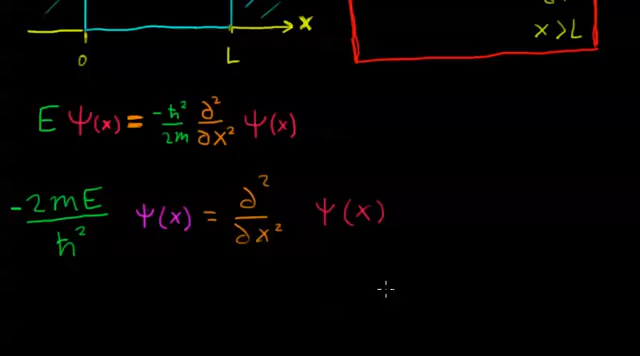 x
0 L
x > L
E Ψ(x) = -ħ²/2m ∂²/∂x² Ψ(x)
-2mE/ħ² Ψ(x) = ∂²/∂x² Ψ(x)